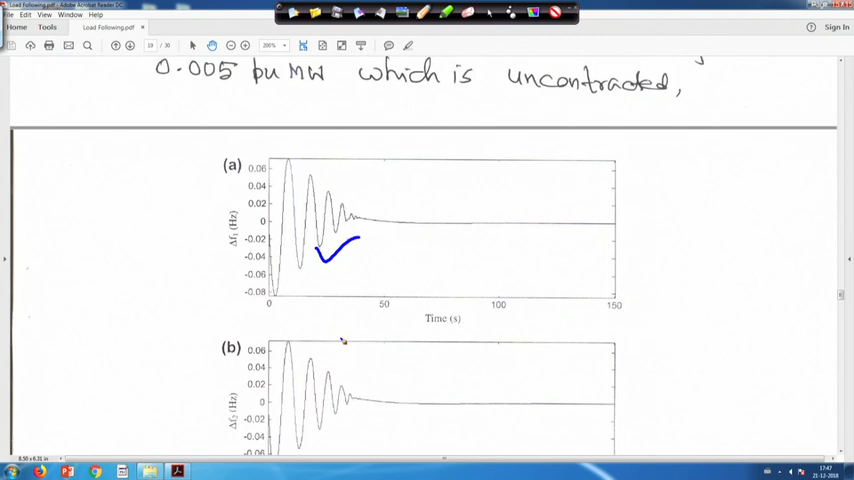 Load Following.pdf - Adobe Acrobat Reader DC
File Edit View Window Help
Home Tools Load Following.pdf × Sign In
19 / 30 200%
0.005 pu MW which is uncontracted,
(a)
Δf1 (Hz)
0.06
0.04
0.02
0
-0.02
-0.04
-0.06
-0.08
0 50 100 150
Time (s)
(b)
Δf2 (Hz)
0.06
0.04
0.02
0
-0.02
-0.04
-0.06
8.50 x 6.31 in
17:47
21-12-2018